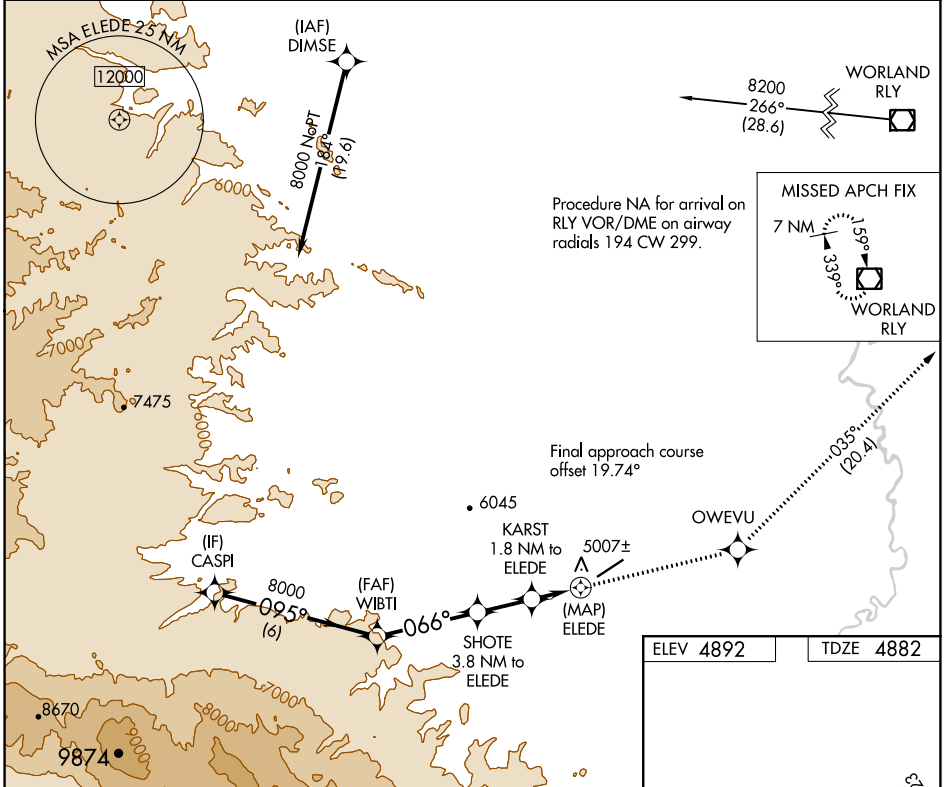 MSA ELEDE 25 NM
12000
(IAF)
DIMSE
8000 NoPT
184°
(19.6)
8200
266°
(28.6)
WORLAND
RLY
Procedure NA for arrival on
RLY VOR/DME on airway
radials 194 CW 299.
MISSED APCH FIX
7 NM
159°
339°
WORLAND
RLY
6000
7000
7475
6000
035°
(20.4)
Final approach course
offset 19.74°
6045
OWEVU
KARST
1.8 NM to
ELEDE
5007±
(IF)
CASPI
8000
095°
(6)
(FAF)
WIBTI
066°
(MAP)
ELEDE
SHOTE
3.8 NM to
ELEDE
ELEV 4892
TDZE 4882
7000
8000
9000
8670
9874